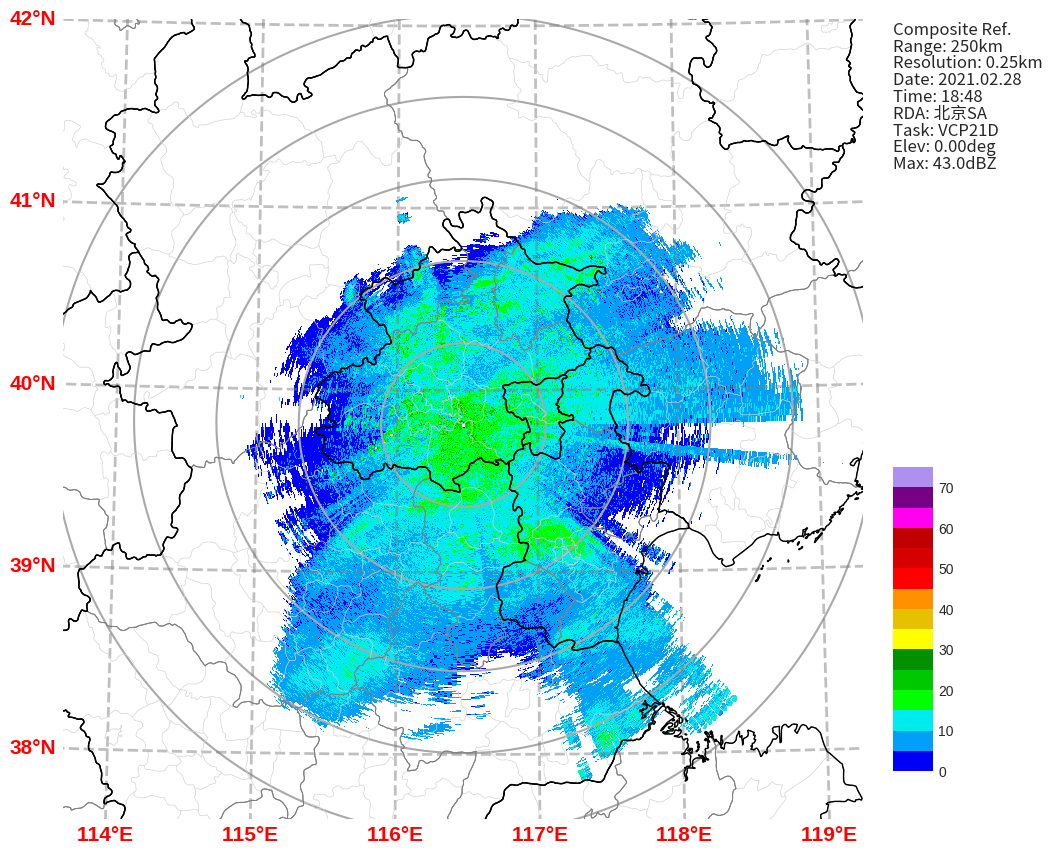 42°N
41°N
40°N
39°N
38°N
114°E
115°E
116°E
117°E
118°E
119°E
Composite Ref.
Range: 250km
Resolution: 0.25km
Date: 2021.02.28
Time: 18:48
RDA: 北京SA
Task: VCP21D
Elev: 0.00deg
Max: 43.0dBZ
70
60
50
40
30
20
10
0